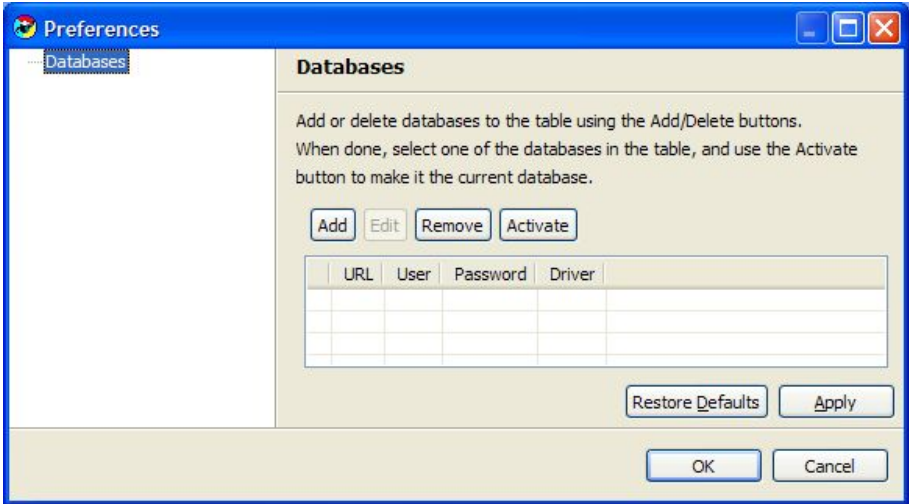 Preferences
Databases
Databases
Add or delete databases to the table using the Add/Delete buttons.
When done, select one of the databases in the table, and use the Activate
button to make it the current database.
Add Edit Remove Activate
URL User Password Driver
Restore Defaults Apply
OK Cancel